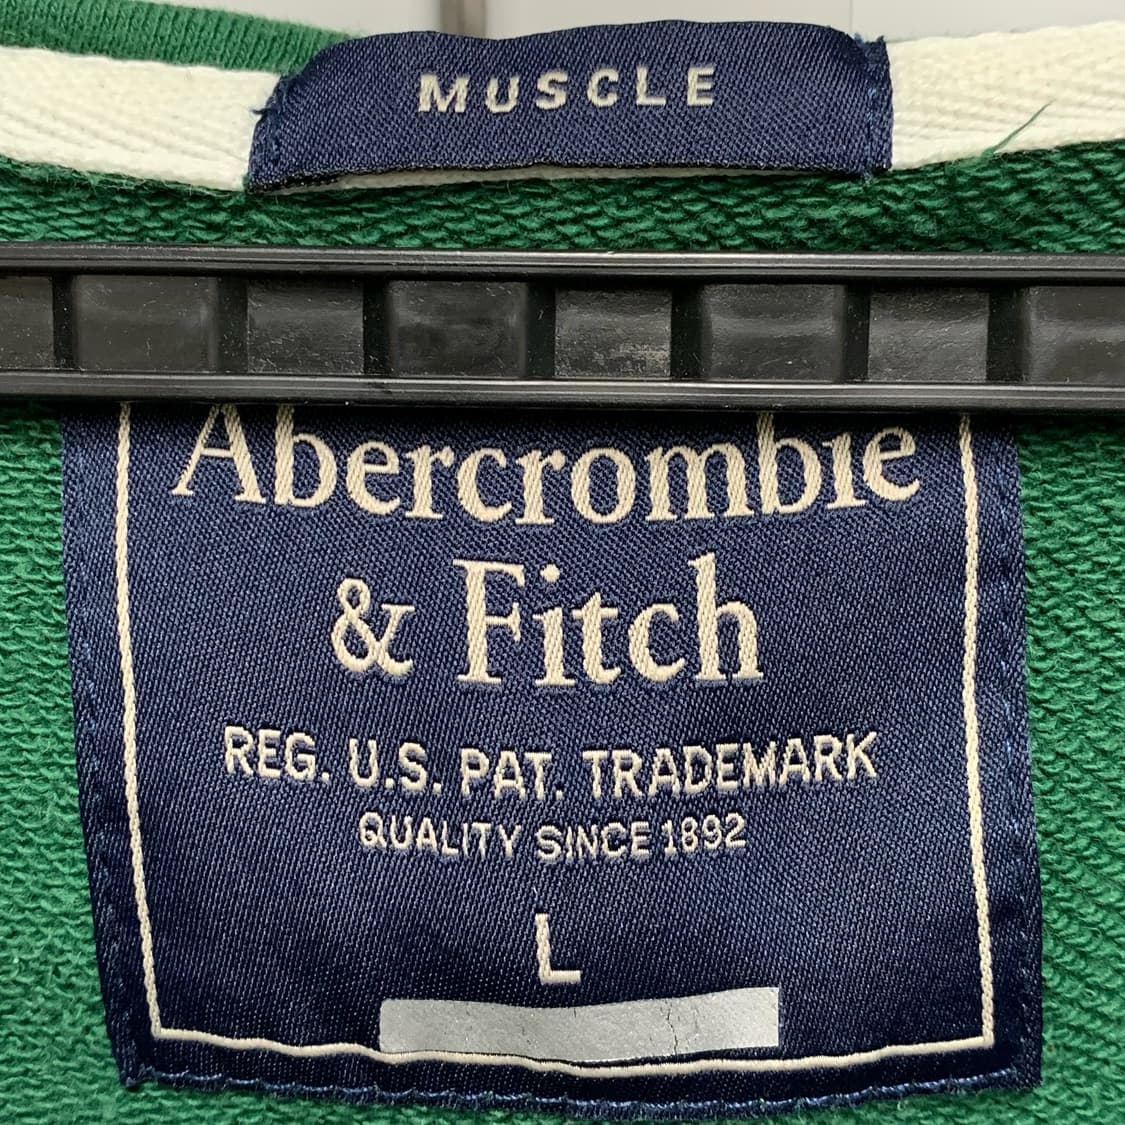 MUSCLE
Abercrombie
& Fitch
REG. U.S. PAT. TRADEMARK
QUALITY SINCE 1892
L